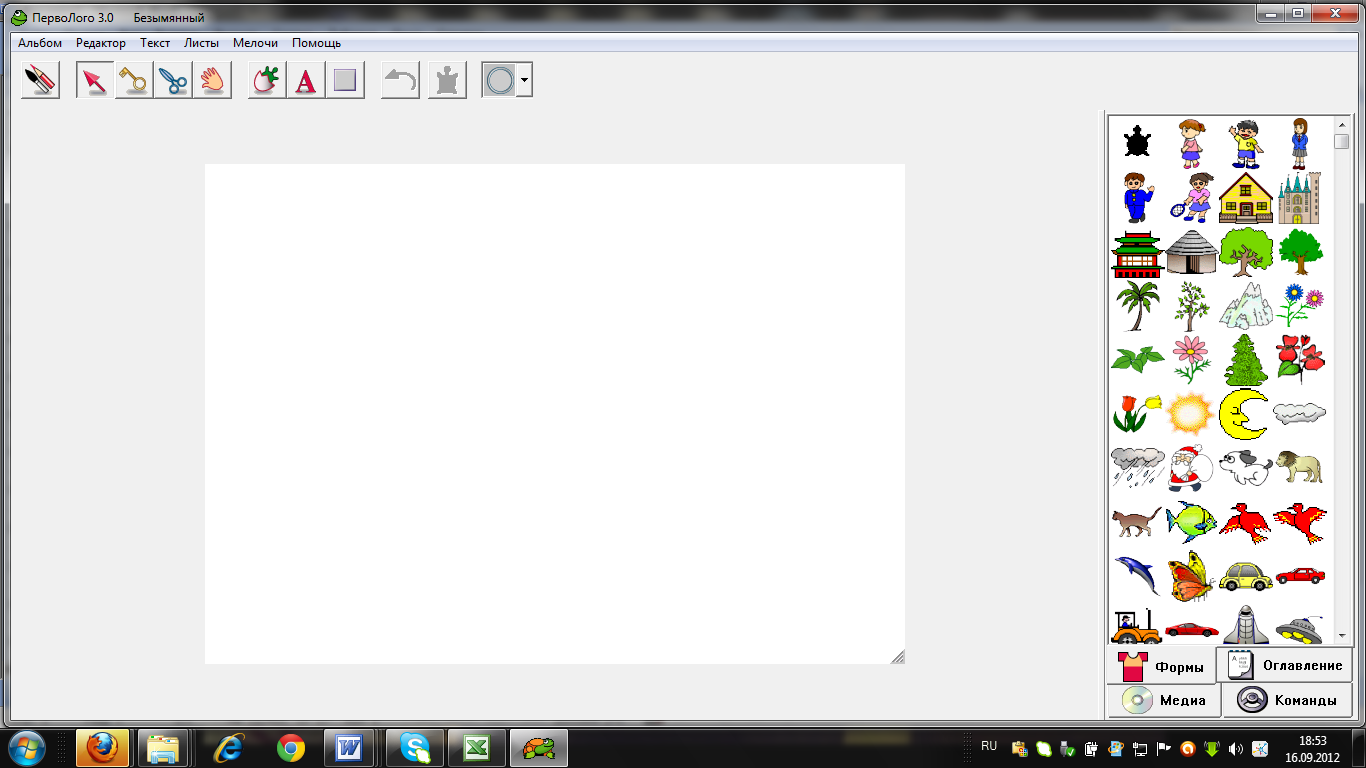 ПервоЛого 3.0 Безымянный
Альбом Редактор Текст Листы Мелочи Помощь
A
Формы
Оглавление
Медиа
Команды
W
RU
18:53
16.09.2012